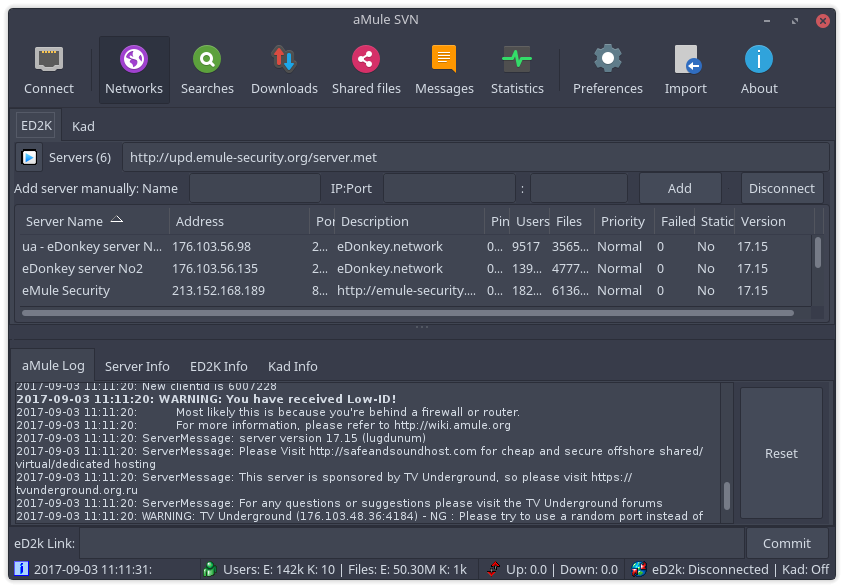 aMule SVN
Connect Networks Searches Downloads Shared files Messages Statistics Preferences Import About
ED2K Kad
Servers (6) http://upd.emule-security.org/server.met
Add server manually: Name IP:Port : Add Disconnect
Server Name Address Por Description Pin Users Files Priority Failed Static Version
ua - eDonkey server N... 176.103.56.98 2... eDonkey.network 0... 9517 3565... Normal 0 No 17.15
eDonkey server No2 176.103.56.135 2... eDonkey.network 0... 139... 4777... Normal 0 No 17.15
eMule Security 213.152.168.189 8... http://emule-security.... 0... 182... 6136... Normal 0 No 17.15
aMule Log Server Info ED2K Info Kad Info
2017-09-03 11:11:20: New clientid is 6007228
2017-09-03 11:11:20: WARNING: You have received Low-ID!
2017-09-03 11:11:20: Most likely this is because you're behind a firewall or router.
2017-09-03 11:11:20: For more information, please refer to http://wiki.amule.org
2017-09-03 11:11:20: ServerMessage: server version 17.15 (lugdunum)
2017-09-03 11:11:20: ServerMessage: Please Visit http://safeandsoundhost.com for cheap and secure offshore shared/
virtual/dedicated hosting
2017-09-03 11:11:20: ServerMessage: This server is sponsored by TV Underground, so please visit https://
tvunderground.org.ru
2017-09-03 11:11:20: ServerMessage: For any questions or suggestions please visit the TV Underground forums
2017-09-03 11:11:20: WARNING: TV Underground (176.103.48.36:4184) - NG : Please try to use a random port instead of
Reset
eD2k Link: Commit
2017-09-03 11:11:31: Users: E: 142k K: 10 | Files: E: 50.30M K: 1k Up: 0.0 | Down: 0.0 eD2k: Disconnected | Kad: Off